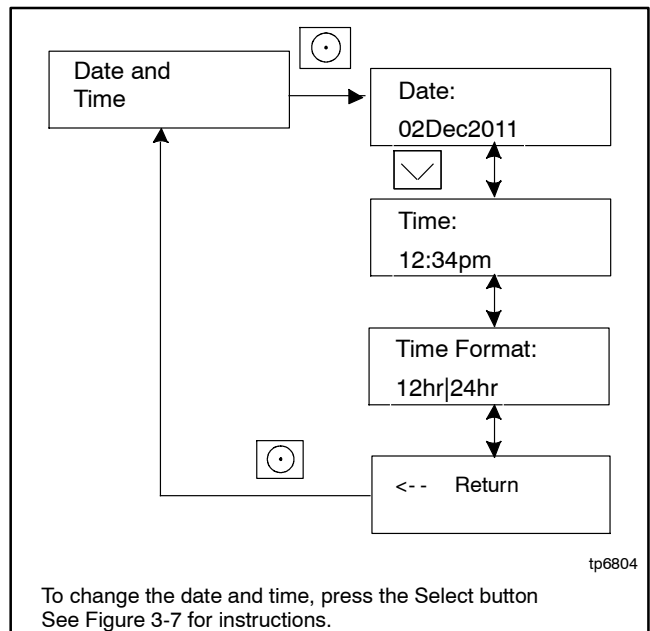 Date and
Time
Date:
02Dec2011
Time:
12:34pm
Time Format:
12hr|24hr
<-- Return
tp6804
To change the date and time, press the Select button
See Figure 3-7 for instructions.